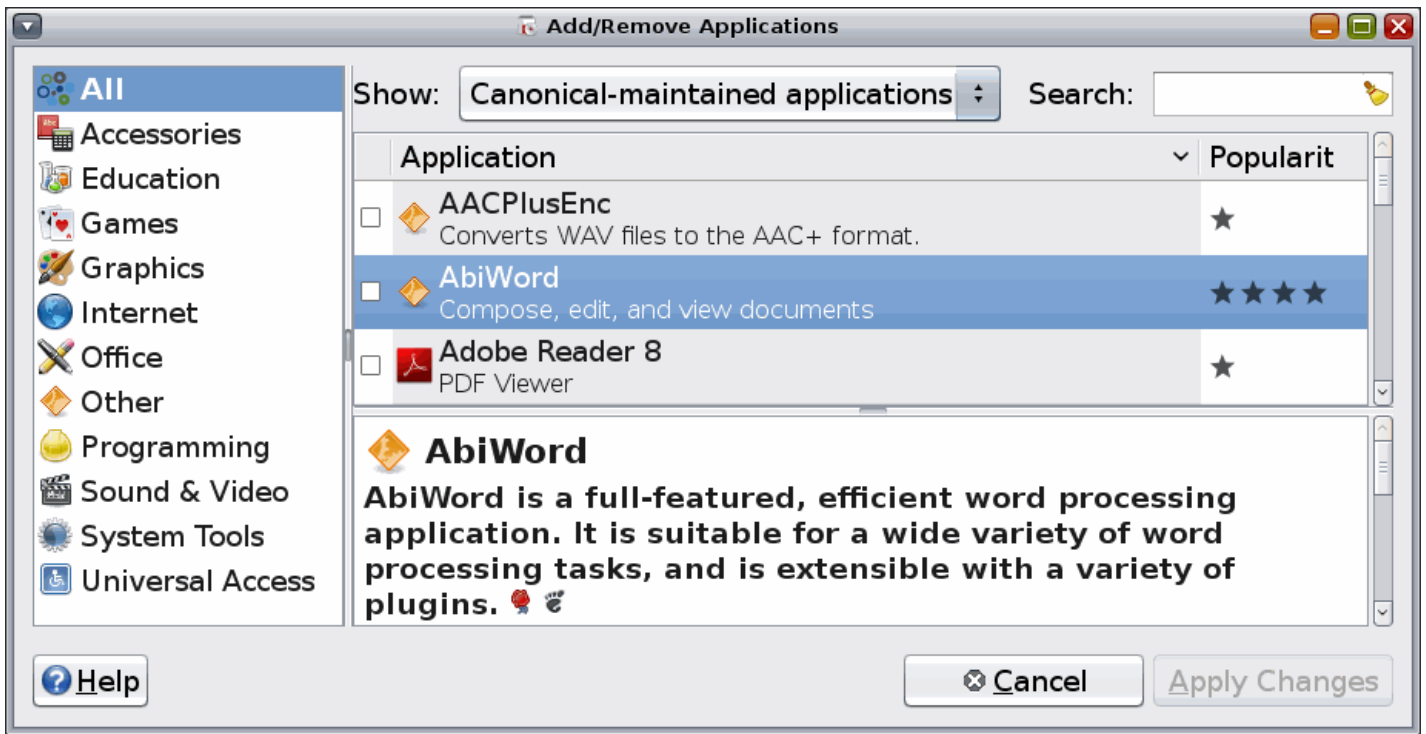 Add/Remove Applications
All
Accessories
Education
Games
Graphics
Internet
Office
Other
Programming
Sound & Video
System Tools
Universal Access
Show: Canonical-maintained applications Search:
Application Popularit
AACPlusEnc
Converts WAV files to the AAC+ format.
AbiWord
Compose, edit, and view documents
Adobe Reader 8
PDF Viewer
AbiWord
AbiWord is a full-featured, efficient word processing
application. It is suitable for a wide variety of word
processing tasks, and is extensible with a variety of
plugins.
Help Cancel Apply Changes